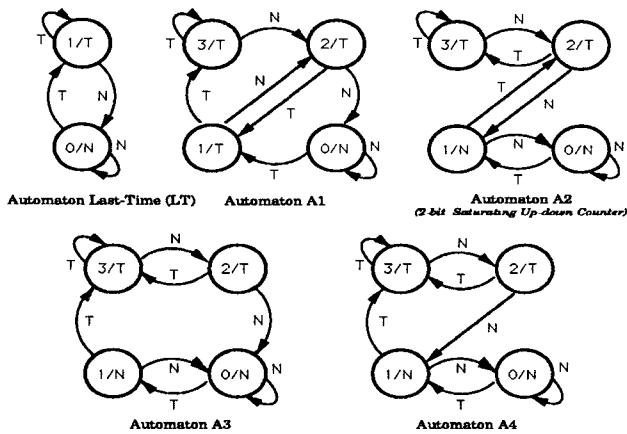 1/T
T
T
N
0/N
N
Automaton Last-Time (LT)
3/T
T
N
2/T
T
N
T
N
1/T
0/N
N
T
Automaton A1
3/T
T
N
T
2/T
T
N
1/N
N
T
0/N
N
Automaton A2
(2-bit Saturating Up-down Counter)
3/T
T
N
T
2/T
T
N
1/N
N
T
0/N
N
Automaton A3
3/T
T
N
T
2/T
T
N
1/N
N
T
0/N
N
Automaton A4